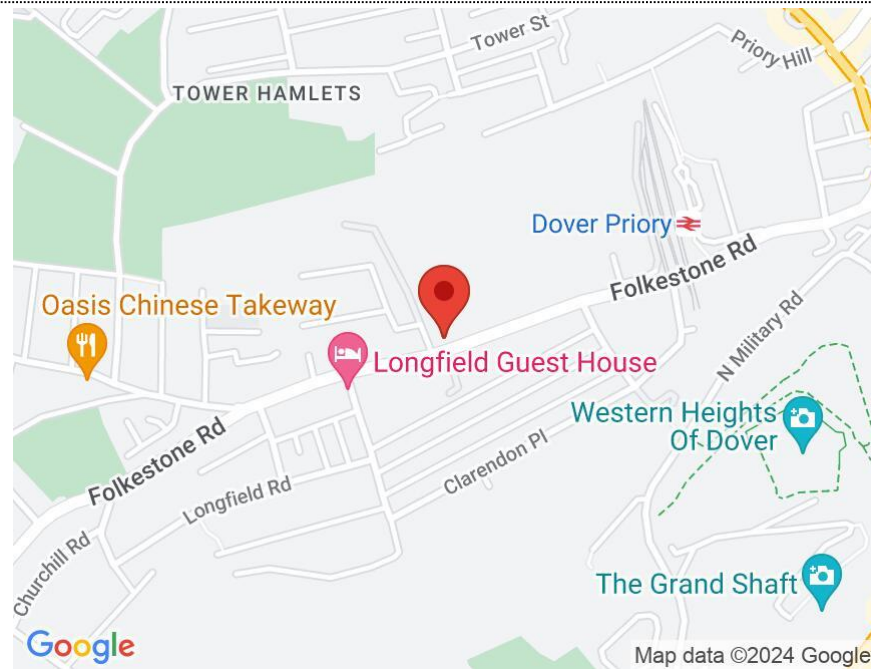 Tower St
Priory Hill
TOWER HAMLETS
Dover Priory
Folkestone Rd
Oasis Chinese Takeway
N Military Rd
Longfield Guest House
Western Heights
Of Dover
Folkestone Rd
Clarendon Pl
Longfield Rd
Churchill Rd
The Grand Shaft
Google
Map data ©2024 Google